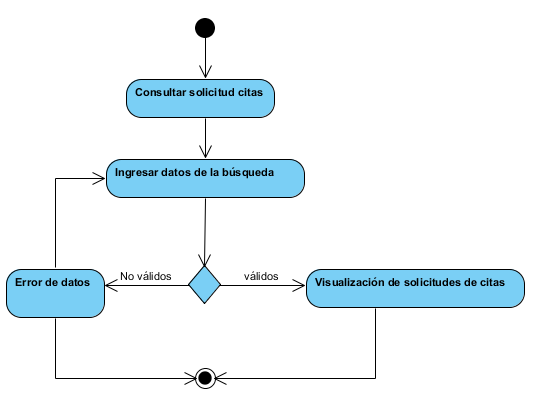 Consultar solicitud citas
Ingresar datos de la búsqueda
No válidos
válidos
Error de datos
Visualización de solicitudes de citas